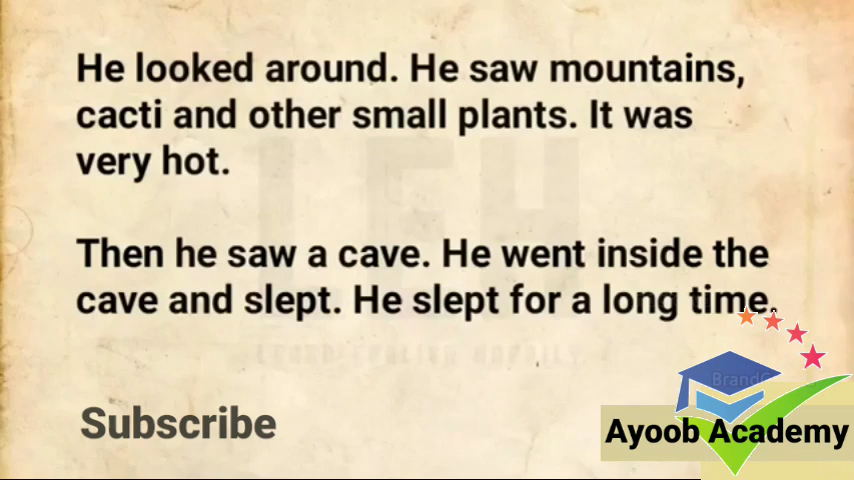 He looked around. He saw mountains,
cacti and other small plants. It was
very hot.
Then he saw a cave. He went inside the
cave and slept. He slept for a long time.
Subscribe
Ayoob Academy